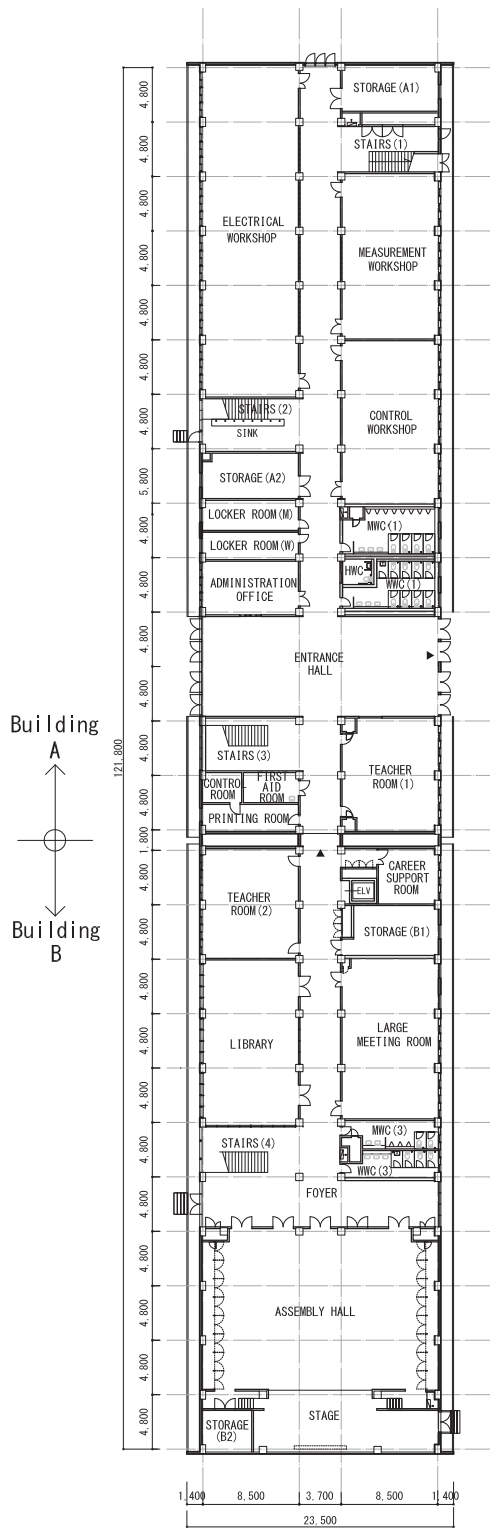 STORAGE(A1)
4,800
STAIRS(1)
4,800
4,800
ELECTRICAL
WORKSHOP
MEASUREMENT
WORKSHOP
4,800
4,800
4,800
STAIRS(2)
CONTROL
WORKSHOP
4,800
SINK
STORAGE(A2)
5,800
LOCKER ROOM(M)
MWC(1)
4,800
LOCKER ROOM(W)
HWC
WWC(1)
ADMINISTRATION
OFFICE
4,800
4,800
ENTRANCE
HALL
4,800
Building
A
121,800
STAIRS(3)
4,800
TEACHER
ROOM(1)
CONTROL
ROOM
FIRST
AID
ROOM
4,800
PRINTING ROOM
1,800
CAREER
SUPPORT
ROOM
ELV
4,800
TEACHER
ROOM(2)
Building
B
STORAGE(B1)
4,800
4,800
LARGE
MEETING ROOM
LIBRARY
4,800
4,800
MWC(3)
STAIRS(4)
4,800
WWC(3)
FOYER
4,800
4,800
ASSEMBLY HALL
4,800
4,800
STAGE
STORAGE
(B2)
4,800
1,400
8,500
3,700
8,500
1,400
23,500